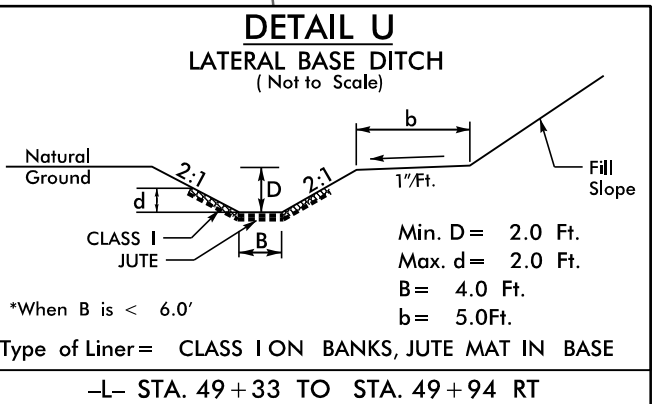 DETAIL U
LATERAL BASE DITCH
( Not to Scale)
b
Natural
Ground
2:1
D
2:1
1"/Ft.
Fill
Slope
d
CLASS I
JUTE
B
Min. D = 2.0 Ft.
Max. d = 2.0 Ft.
B = 4.0 Ft.
b = 5.0Ft.
*When B is < 6.0'
Type of Liner = CLASS I ON BANKS, JUTE MAT IN BASE
-L- STA. 49+33 TO STA. 49+94 RT